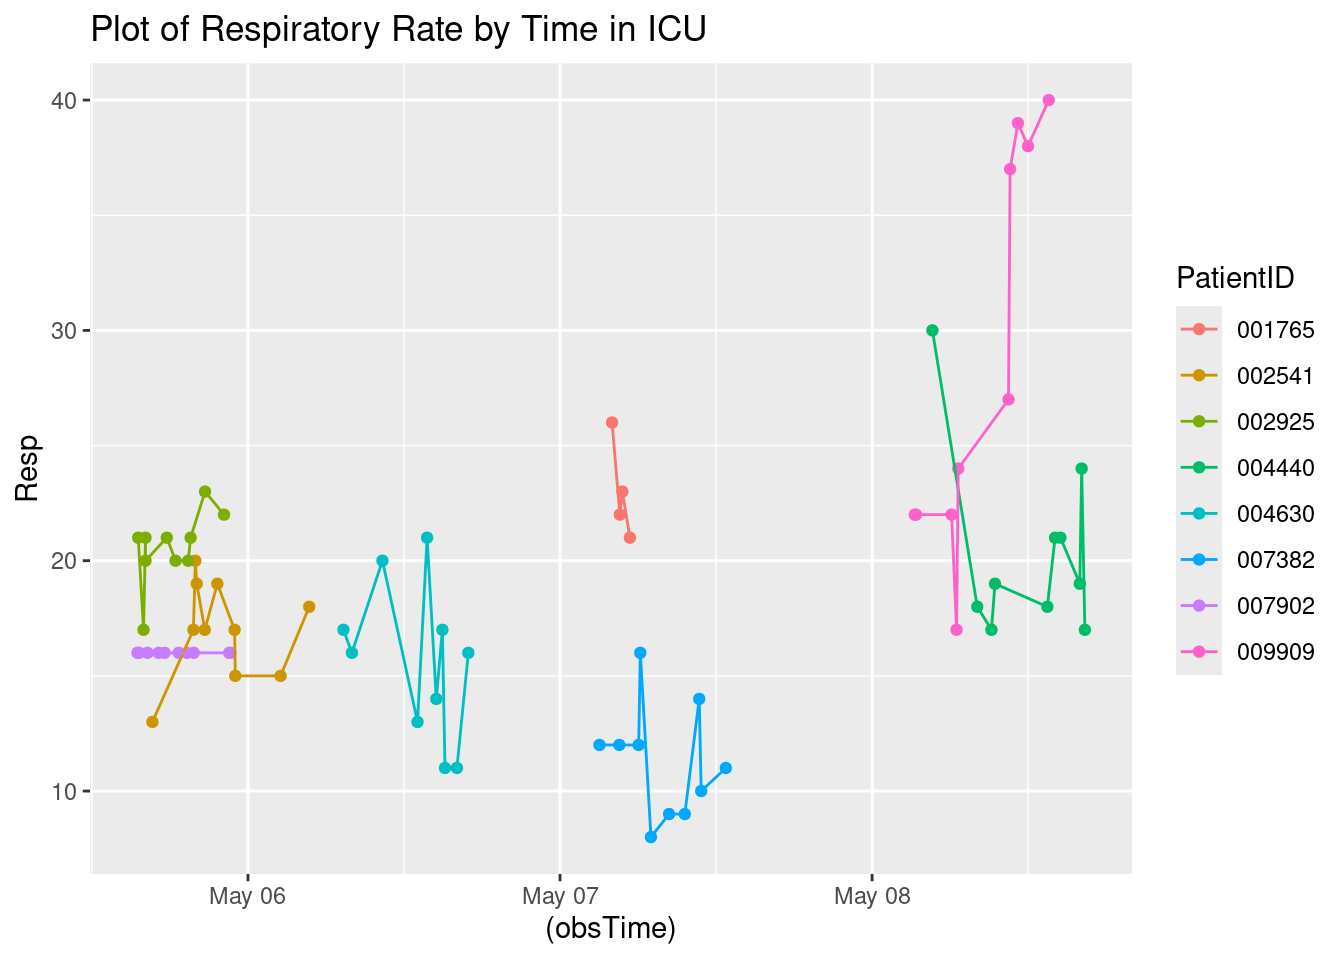 Plot of Respiratory Rate by Time in ICU
40
30
20
10
Resp
May 06
May 07
May 08
(obsTime)
PatientID
001765
002541
002925
004440
004630
007382
007902
009909